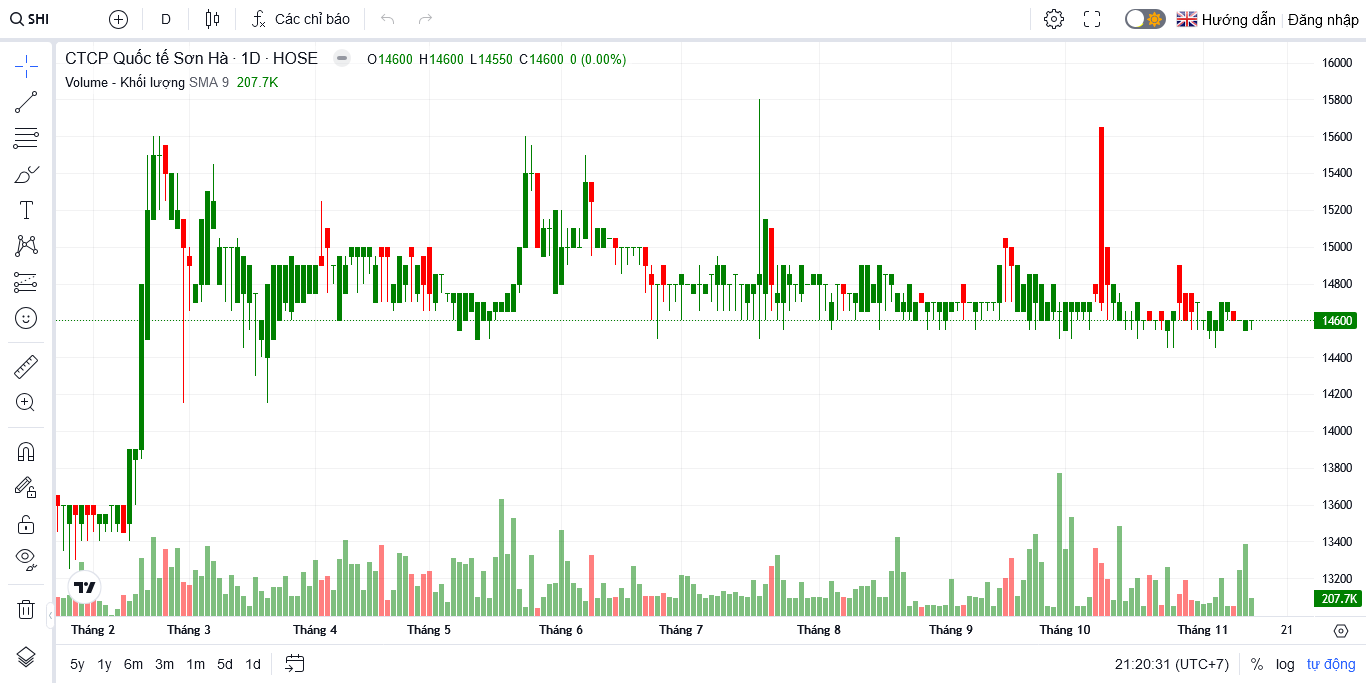 SHI D Các chỉ báo Hướng dẫn Đăng nhập
CTCP Quốc tế Sơn Hà · 1D · HOSE O14600 H14600 L14550 C14600 0 (0.00%)
Volume - Khối lượng SMA 9 207.7K
16000
15800
15600
15400
15200
15000
14800
14600
14400
14200
14000
13800
13600
13400
13200
207.7K
Tháng 2 Tháng 3 Tháng 4 Tháng 5 Tháng 6 Tháng 7 Tháng 8 Tháng 9 Tháng 10 Tháng 11 21
5y 1y 6m 3m 1m 5d 1d 21:20:31 (UTC+7) % log tự động